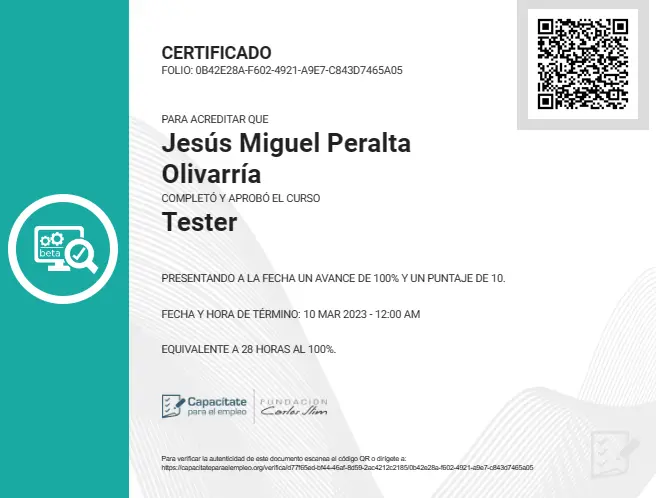 CERTIFICADO
FOLIO: 0B42E28A-F602-4921-A9E7-C843D7465A05
PARA ACREDITAR QUE
Jesús Miguel Peralta
Olivarría
COMPLETÓ Y APROBÓ EL CURSO
Tester
beta
PRESENTANDO A LA FECHA UN AVANCE DE 100% Y UN PUNTAJE DE 10.
FECHA Y HORA DE TÉRMINO: 10 MAR 2023 - 12:00 AM
EQUIVALENTE A 28 HORAS AL 100%.
Capacítate
para el empleo
FUNDACIÓN
Carlos Slim
Para verificar la autenticidad de este documento escanea el código QR o dirígete a:
https://capacitateparaelempleo.org/verifica/d77f65ed-bf44-46af-8d59-2ac4212c2185/0b42e28a-f602-4921-a9e7-c843d7465a05